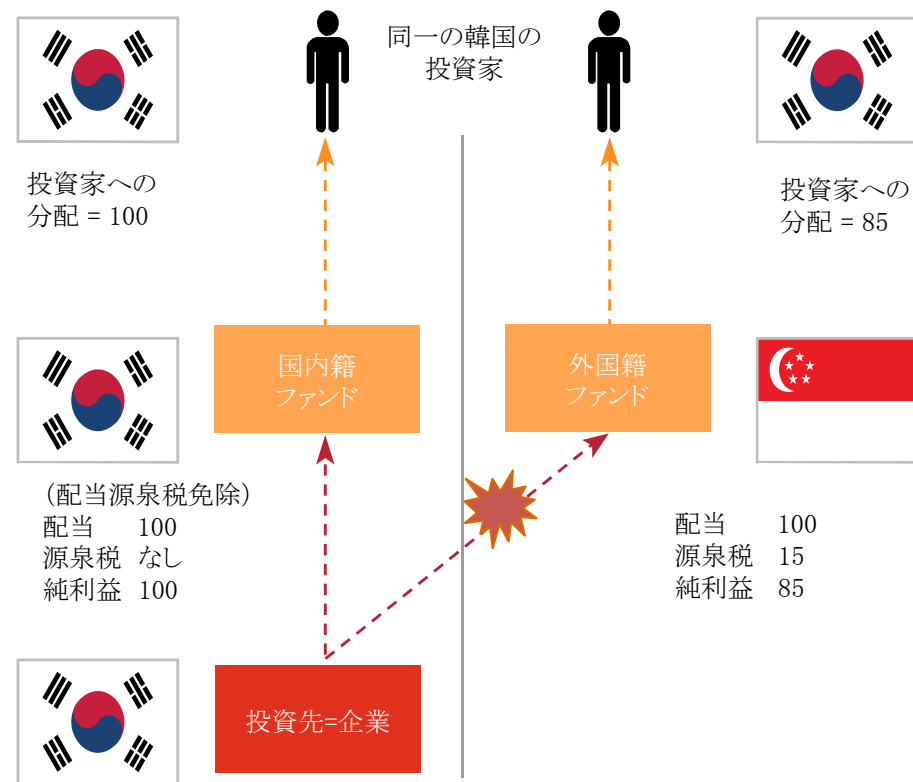 同一の韓国の
投資家
投資家への
分配 = 100
投資家への
分配 = 85
国内籍
ファンド
外国籍
ファンド
(配当源泉税免除)
配当 100
源泉税 なし
純利益 100
配当 100
源泉税 15
純利益 85
投資先=企業